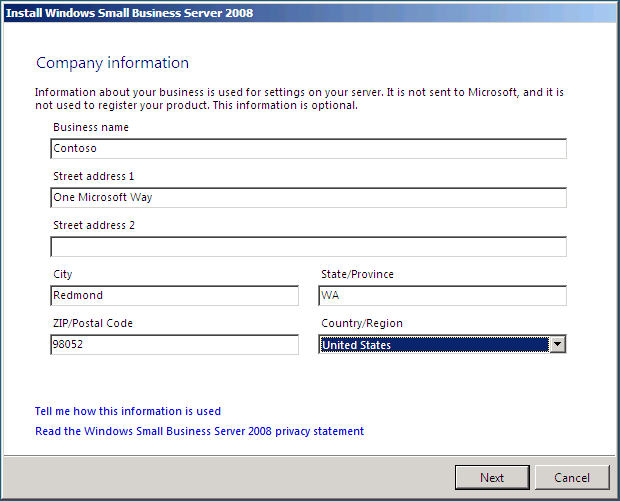 Install Windows Small Business Server 2008
Company information
Information about your business is used for settings on your server. It is not sent to Microsoft, and it is
not used to register your product. This information is optional.
Business name
Contoso
Street address 1
One Microsoft Way
Street address 2
City
State/Province
Redmond
WA
ZIP/Postal Code
Country/Region
98052
United States
Tell me how this information is used
Read the Windows Small Business Server 2008 privacy statement
Next
Cancel